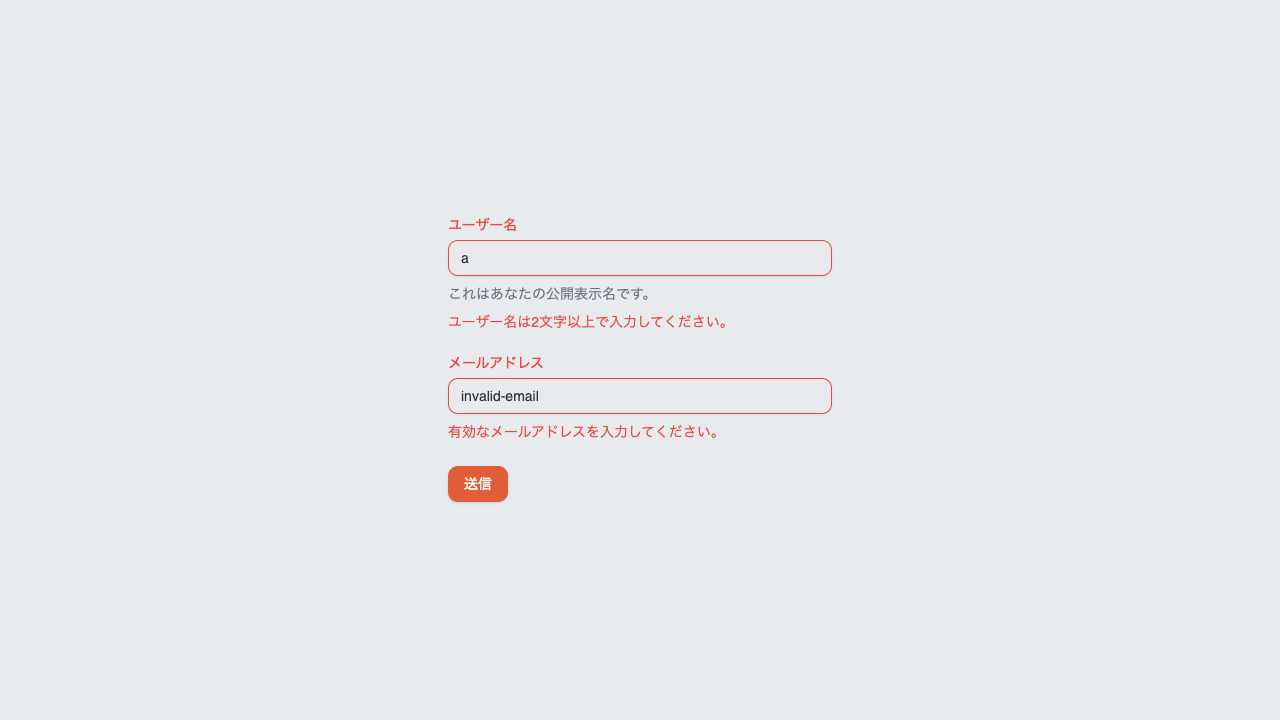 ユーザー名
a
これはあなたの公開表示名です。
ユーザー名は2文字以上で入力してください。
メールアドレス
invalid-email
有効なメールアドレスを入力してください。
送信